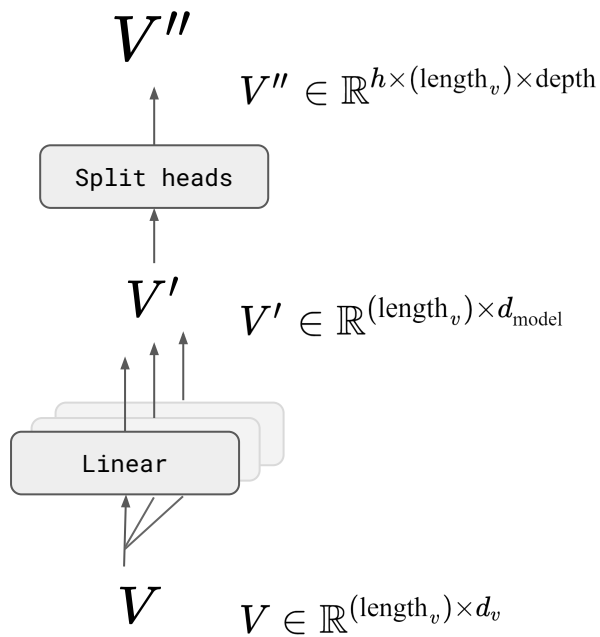 V′′
V′′ ∈ ℝ^{h×(length_v)×depth}
Split heads
V′
V′ ∈ ℝ^{(length_v)×d_model}
Linear
V
V ∈ ℝ^{(length_v)×d_v}